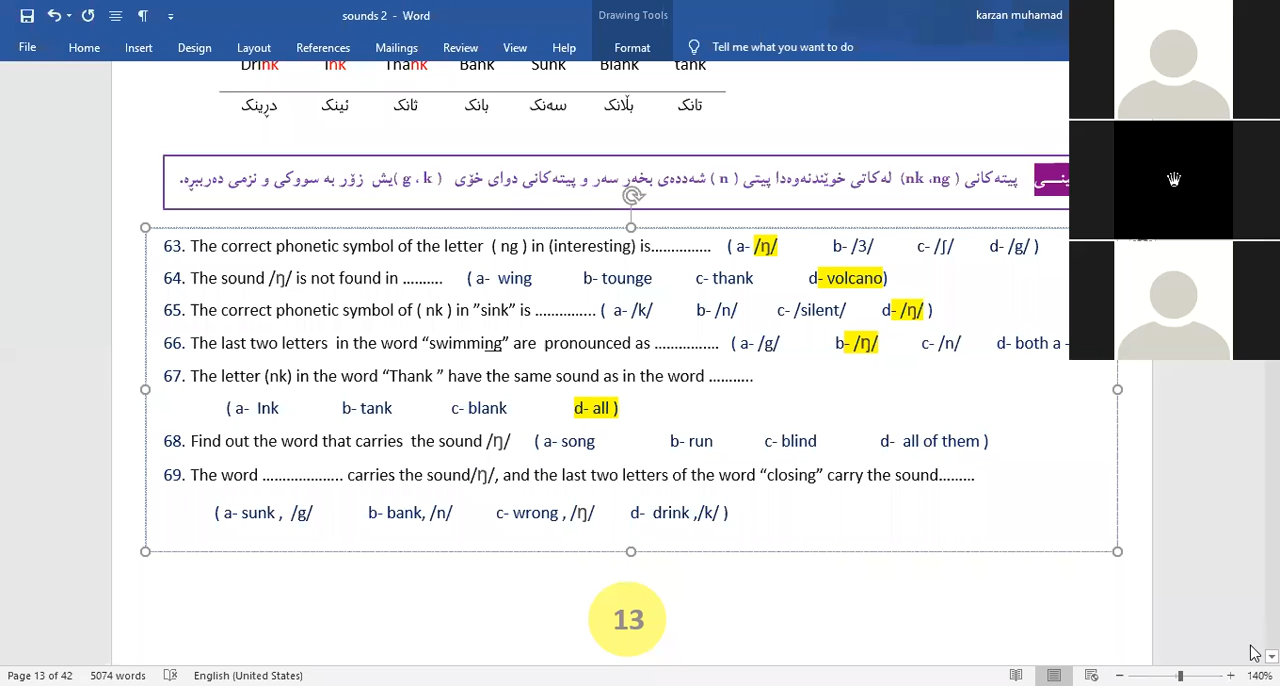 sounds 2 - Word
Drawing Tools
karzan muhamad
File Home Insert Design Layout References Mailings Review View Help Format Tell me what you want to do
Drink Ink Thank Bank Sunk Blank tank
درِینک ئینک ثانک بانک سەنک بڵانک تانک
پیتەکانی ( nk ،ng) لەکاتی خوێندنەوەدا پیتی ( n ) شەددەی بخەر سەر و پیتەکانی دوای خۆی ( g ، k )یش زۆر بە سووکی و نزمی دەرببڕە.
63. The correct phonetic symbol of the letter ( ng ) in (interesting) is.............. ( a- /ŋ/ b- /3/ c- /ʃ/ d- /g/ )
64. The sound /ŋ/ is not found in .......... ( a- wing b- tounge c- thank d- volcano)
65. The correct phonetic symbol of ( nk ) in "sink" is .............. ( a- /k/ b- /n/ c- /silent/ d- /ŋ/ )
66. The last two letters in the word “swimming” are pronounced as ................ ( a- /g/ b- /ŋ/ c- /n/ d- both a -
67. The letter (nk) in the word “Thank ” have the same sound as in the word ...........
( a- Ink b- tank c- blank d- all )
68. Find out the word that carries the sound /ŋ/ ( a- song b- run c- blind d- all of them )
69. The word .................... carries the sound/ŋ/, and the last two letters of the word “closing” carry the sound.........
( a- sunk , /g/ b- bank, /n/ c- wrong , /ŋ/ d- drink ,/k/ )
13
Page 13 of 42 5074 words English (United States) 140%